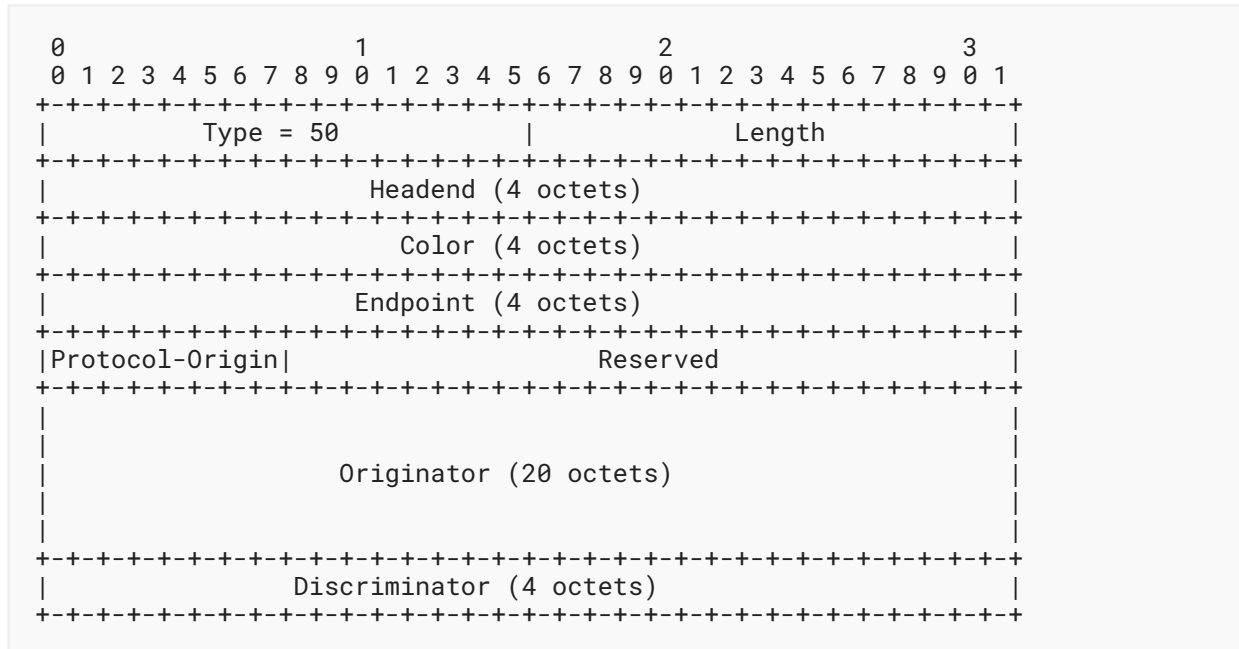 0                   1                   2                   3
 0 1 2 3 4 5 6 7 8 9 0 1 2 3 4 5 6 7 8 9 0 1 2 3 4 5 6 7 8 9 0 1
+-+-+-+-+-+-+-+-+-+-+-+-+-+-+-+-+-+-+-+-+-+-+-+-+-+-+-+-+-+-+-+-+
|          Type = 50            |             Length            |
+-+-+-+-+-+-+-+-+-+-+-+-+-+-+-+-+-+-+-+-+-+-+-+-+-+-+-+-+-+-+-+-+
|                     Headend (4 octets)                        |
+-+-+-+-+-+-+-+-+-+-+-+-+-+-+-+-+-+-+-+-+-+-+-+-+-+-+-+-+-+-+-+-+
|                       Color (4 octets)                        |
+-+-+-+-+-+-+-+-+-+-+-+-+-+-+-+-+-+-+-+-+-+-+-+-+-+-+-+-+-+-+-+-+
|                    Endpoint (4 octets)                        |
+-+-+-+-+-+-+-+-+-+-+-+-+-+-+-+-+-+-+-+-+-+-+-+-+-+-+-+-+-+-+-+-+
|Protocol-Origin|                    Reserved                   |
+-+-+-+-+-+-+-+-+-+-+-+-+-+-+-+-+-+-+-+-+-+-+-+-+-+-+-+-+-+-+-+-+
|                                                               |
|                                                               |
|                   Originator (20 octets)                      |
|                                                               |
|                                                               |
+-+-+-+-+-+-+-+-+-+-+-+-+-+-+-+-+-+-+-+-+-+-+-+-+-+-+-+-+-+-+-+-+
|                Discriminator (4 octets)                       |
+-+-+-+-+-+-+-+-+-+-+-+-+-+-+-+-+-+-+-+-+-+-+-+-+-+-+-+-+-+-+-+-+